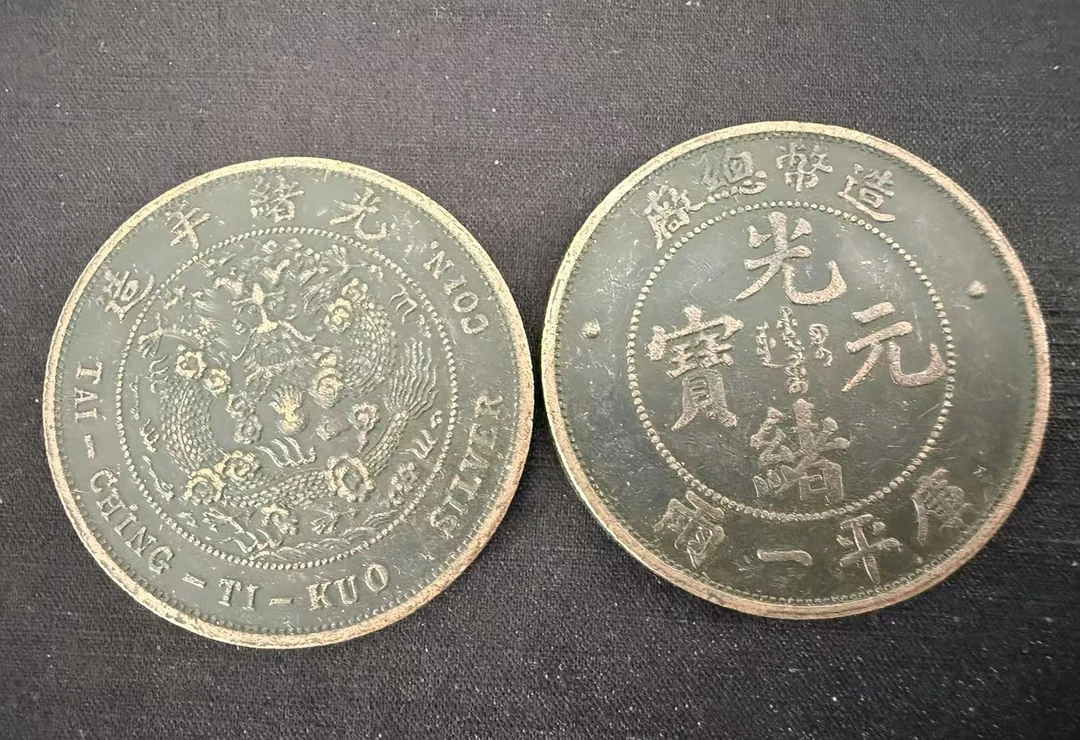 光緒年造
TAI-CHING-TI-KUO SILVER COIN.
造幣總廠
光緒元寶
庫平一兩